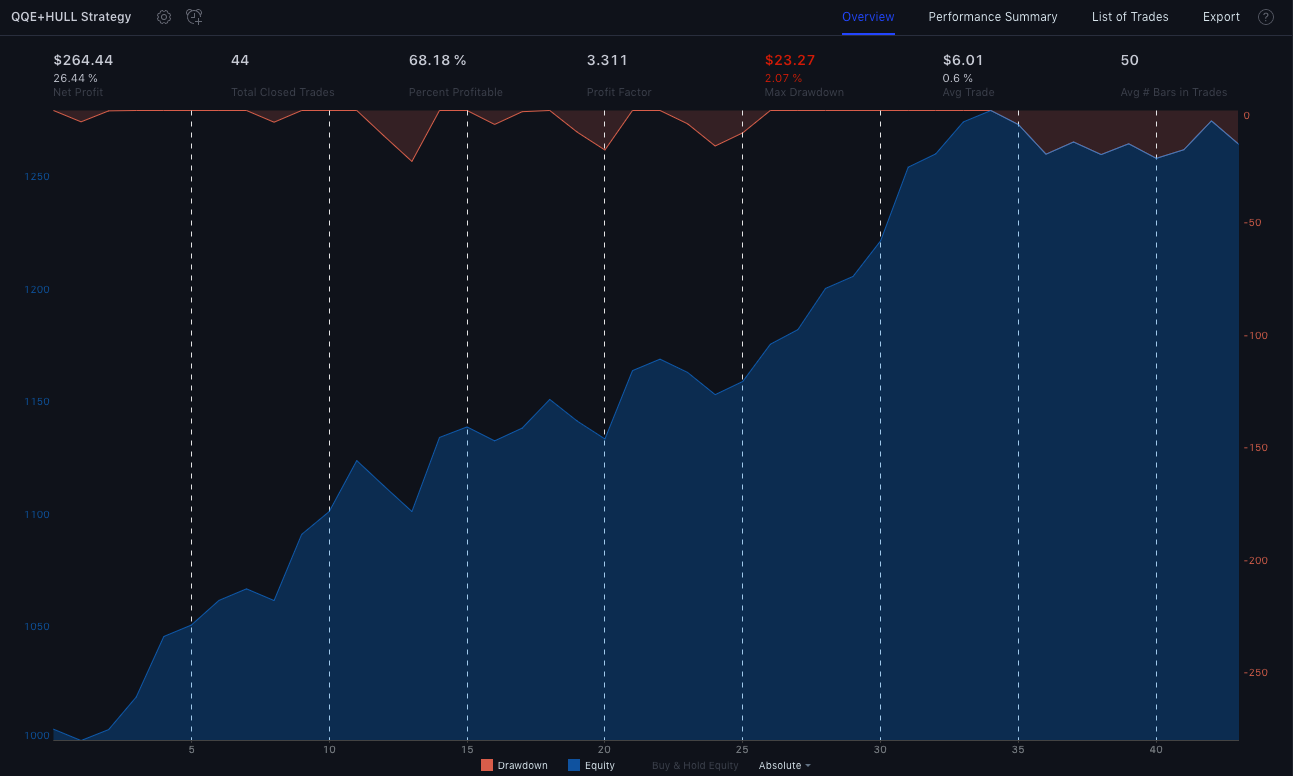 QQE+HULL Strategy
Overview Performance Summary List of Trades Export ?
$264.44 44 68.18 % 3.311 $23.27 $6.01 50
26.44 % 2.07 % 0.6 %
Net Profit Total Closed Trades Percent Profitable Profit Factor Max Drawdown Avg Trade Avg # Bars in Trades
0
1250
-50
1200
-100
1150
-150
1100
-200
1050
-250
1000
5 10 15 20 25 30 35 40
Drawdown Equity Buy & Hold Equity Absolute